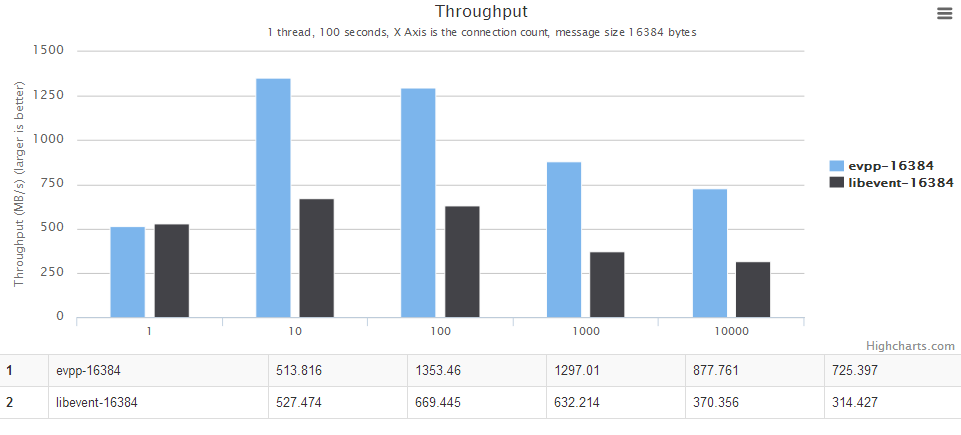 Throughput
1 thread, 100 seconds, X Axis is the connection count, message size 16384 bytes
Throughput (MB/s) (larger is better)
1500
1250
1000
750
500
250
0
1 10 100 1000 10000
evpp-16384
libevent-16384
Highcharts.com
1 evpp-16384 513.816 1353.46 1297.01 877.761 725.397
2 libevent-16384 527.474 669.445 632.214 370.356 314.427